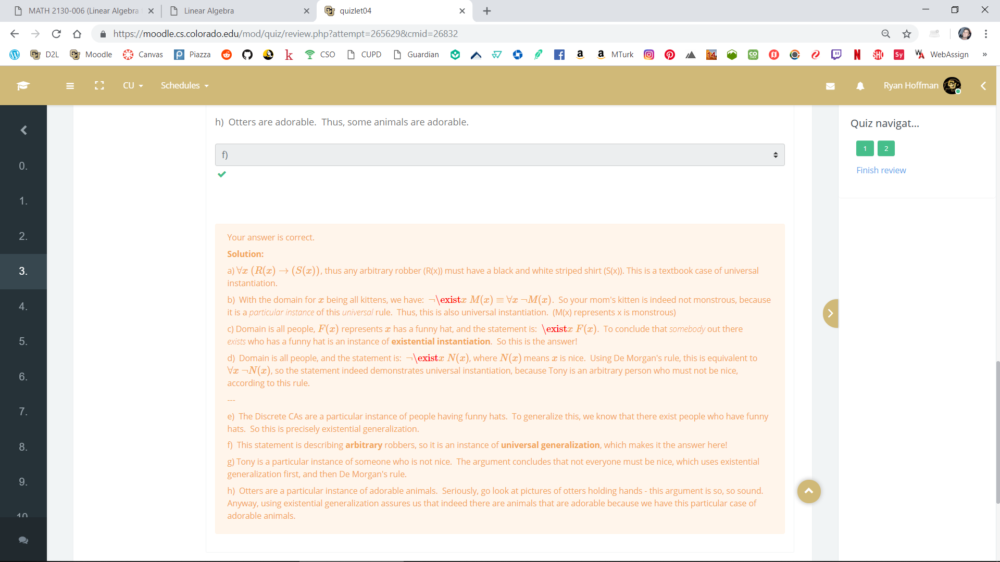 MATH 2130-006 (Linear Algebra
Linear Algebra
quizlet04
https://moodle.cs.colorado.edu/mod/quiz/review.php?attempt=265629&cmid=26832
D2L Moodle Canvas Piazza CSO CUPD Guardian MTurk WebAssign »
CU Schedules Ryan Hoffman
0.
1.
2.
3.
4.
5.
6.
7.
8.
9.
10
h) Otters are adorable. Thus, some animals are adorable.
f)
Your answer is correct.
Solution:
a) ∀x (R(x) → (S(x)), thus any arbitrary robber (R(x)) must have a black and white striped shirt (S(x)). This is a textbook case of universal
instantiation.
b) With the domain for x being all kittens, we have: ¬\existx M(x) ≡ ∀x ¬M(x). So your mom's kitten is indeed not monstrous, because
it is a particular instance of this universal rule. Thus, this is also universal instantiation. (M(x) represents x is monstrous)
c) Domain is all people, F(x) represents x has a funny hat, and the statement is: \existx F(x). To conclude that somebody out there
exists who has a funny hat is an instance of existential instantiation. So this is the answer!
d) Domain is all people, and the statement is: ¬\existx N(x), where N(x) means x is nice. Using De Morgan's rule, this is equivalent to
∀x ¬N(x), so the statement indeed demonstrates universal instantiation, because Tony is an arbitrary person who must not be nice,
according to this rule.
---
e) The Discrete CAs are a particular instance of people having funny hats. To generalize this, we know that there exist people who have funny
hats. So this is precisely existential generalization.
f) This statement is describing arbitrary robbers, so it is an instance of universal generalization, which makes it the answer here!
g) Tony is a particular instance of someone who is not nice. The argument concludes that not everyone must be nice, which uses existential
generalization first, and then De Morgan's rule.
h) Otters are a particular instance of adorable animals. Seriously, go look at pictures of otters holding hands - this argument is so, so sound.
Anyway, using existential generalization assures us that indeed there are animals that are adorable because we have this particular case of
adorable animals.
Quiz navigat...
1 2
Finish review